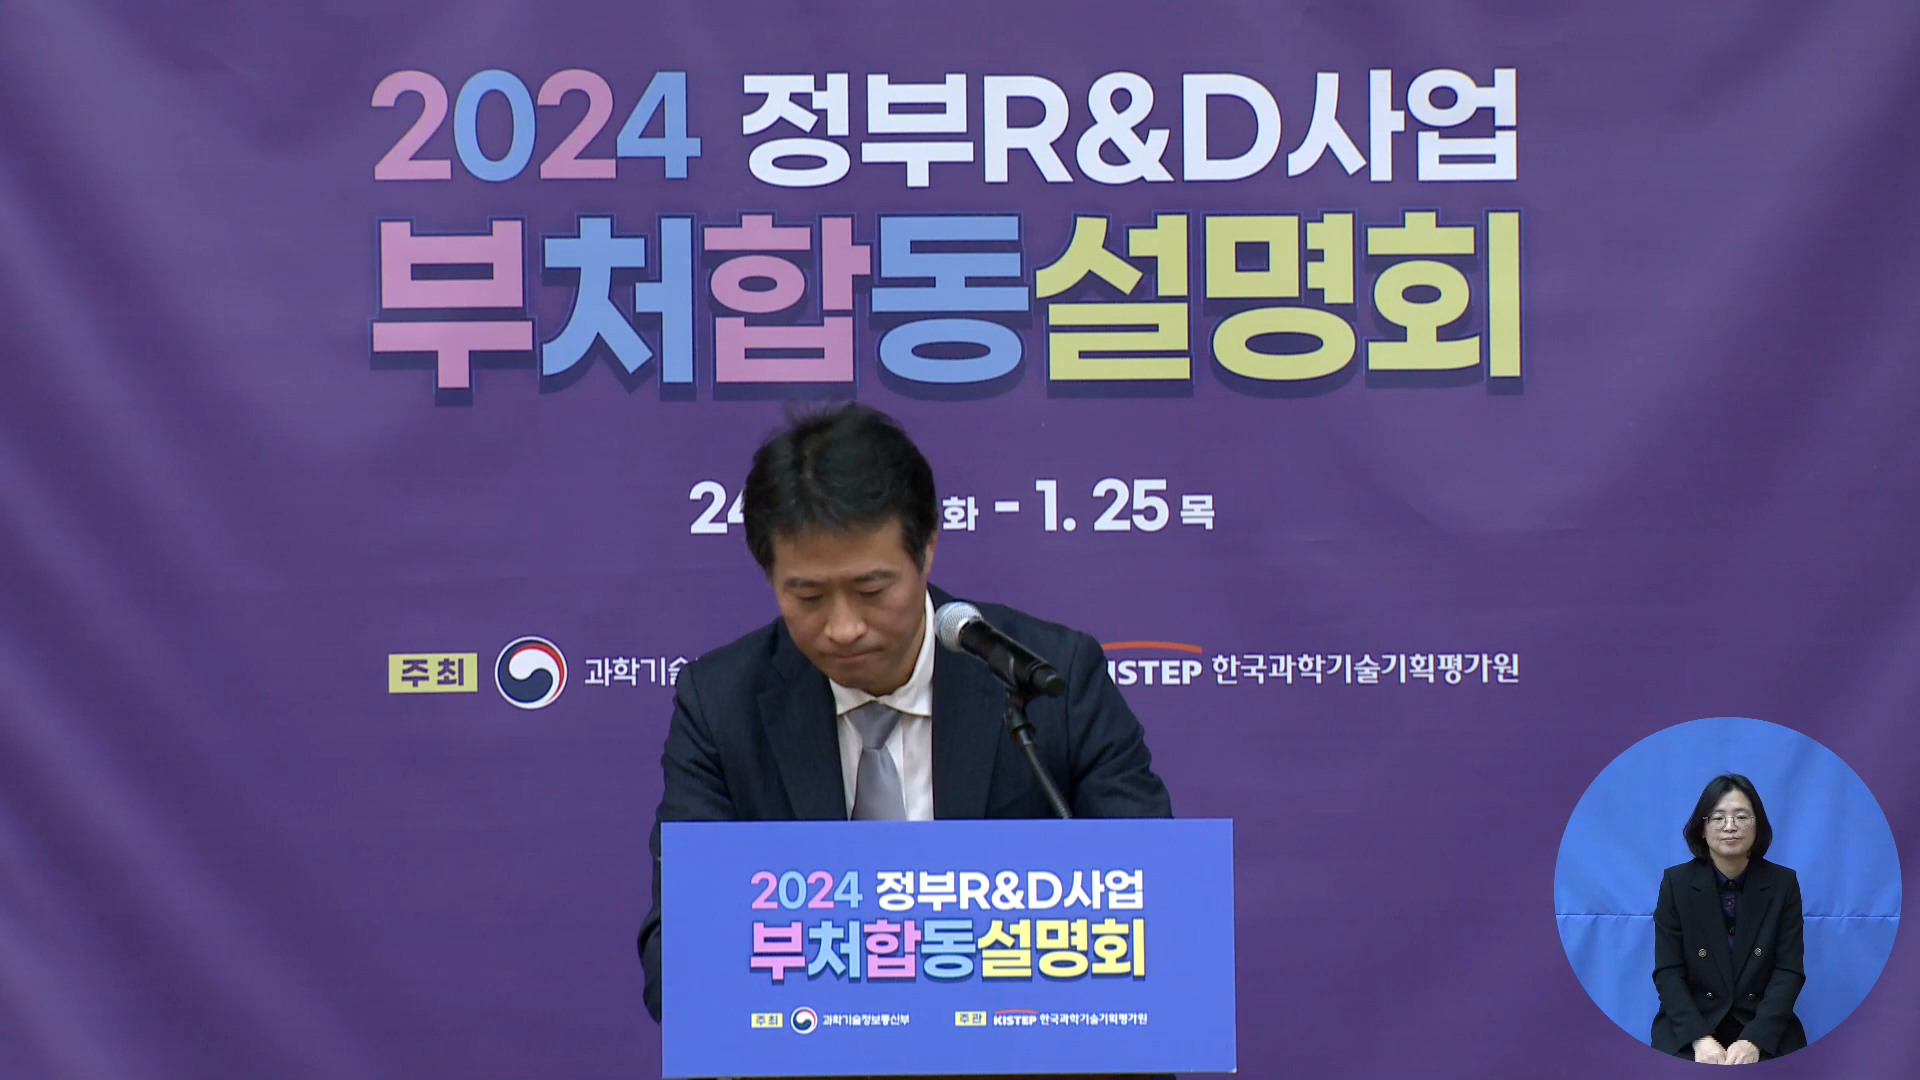 2024 정부R&D사업
부처합동설명회
24 화 - 1. 25 목
주최 과학기술 KISTEP 한국과학기술기획평가원
2024 정부R&D사업
부처합동설명회
주최 과학기술정보통신부 주관 KISTEP 한국과학기술기획평가원